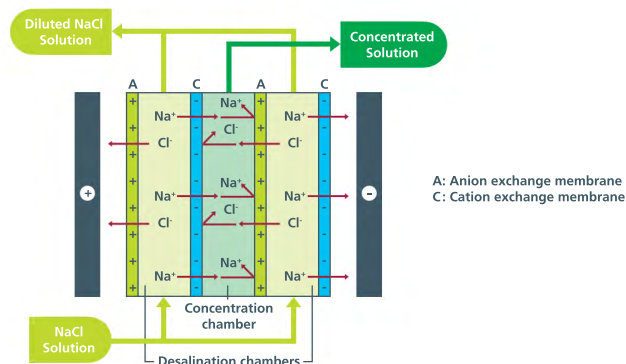 Diluted NaCl
Solution
Concentrated
Solution
A C A C
+ - + -
Na⁺ Na⁺ Na⁺
Cl⁻ Cl⁻ Cl⁻
Na⁺ Na⁺ Na⁺
Cl⁻ Cl⁻ Cl⁻
Na⁺ Na⁺ Na⁺
+ -
A: Anion exchange membrane
C: Cation exchange membrane
Concentration
chamber
NaCl
Solution
Desalination chambers